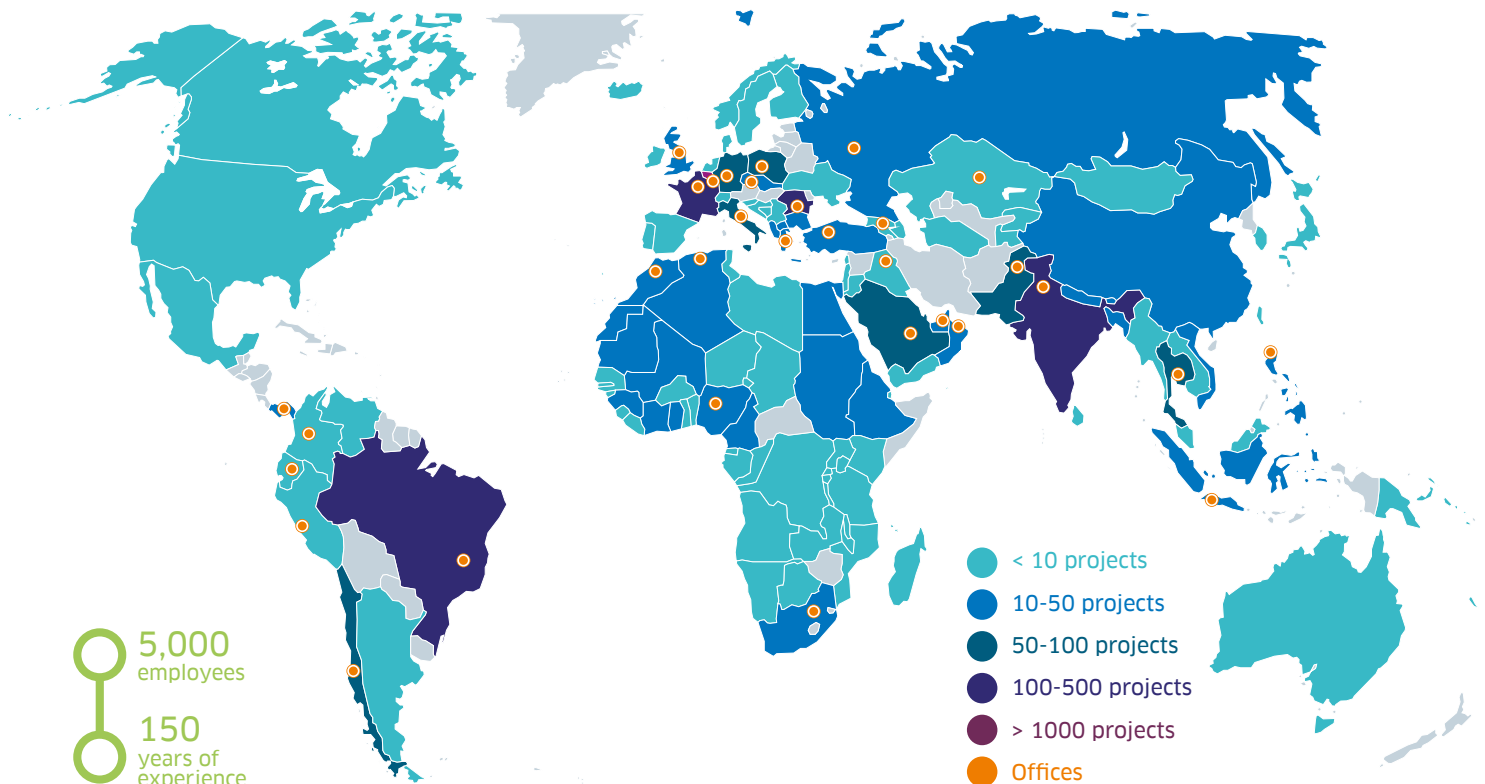 5,000
employees
150
years of
experience
< 10 projects
10-50 projects
50-100 projects
100-500 projects
> 1000 projects
Offices